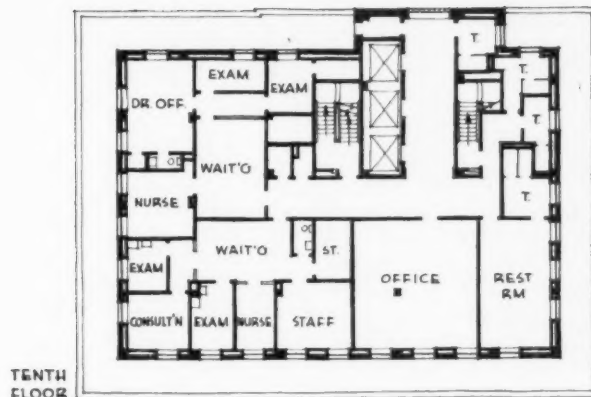 T.
EXAM
EXAM
T.
DR. OFF.
T.
WAIT'G
T.
NURSE
WAIT'G
ST.
OFFICE
REST
RM
EXAM
CONSULT'N
EXAM
NURSE
STAFF
TENTH
FLOOR